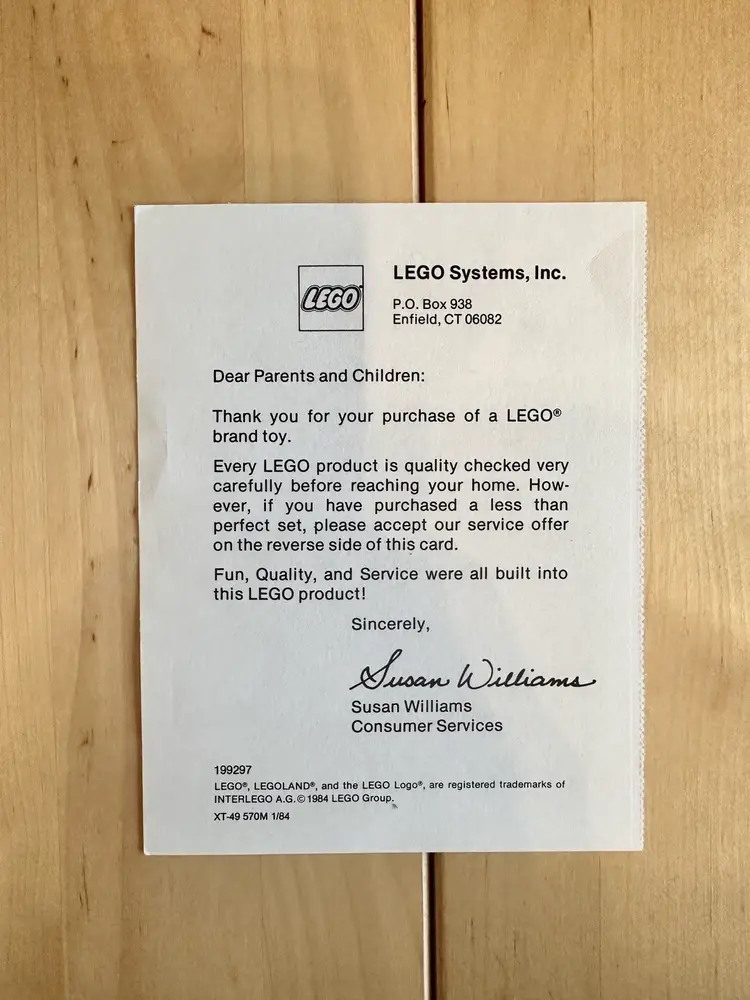 LEGO
LEGO Systems, Inc.
P.O. Box 938
Enfield, CT 06082
Dear Parents and Children:
Thank you for your purchase of a LEGO®
brand toy.
Every LEGO product is quality checked very
carefully before reaching your home. How-
ever, if you have purchased a less than
perfect set, please accept our service offer
on the reverse side of this card.
Fun, Quality, and Service were all built into
this LEGO product!
Sincerely,
Susan Williams
Susan Williams
Consumer Services
199297
LEGO®, LEGOLAND®, and the LEGO Logo®, are registered trademarks of
INTERLEGO A.G. © 1984 LEGO Group.
XT-49 570M 1/84